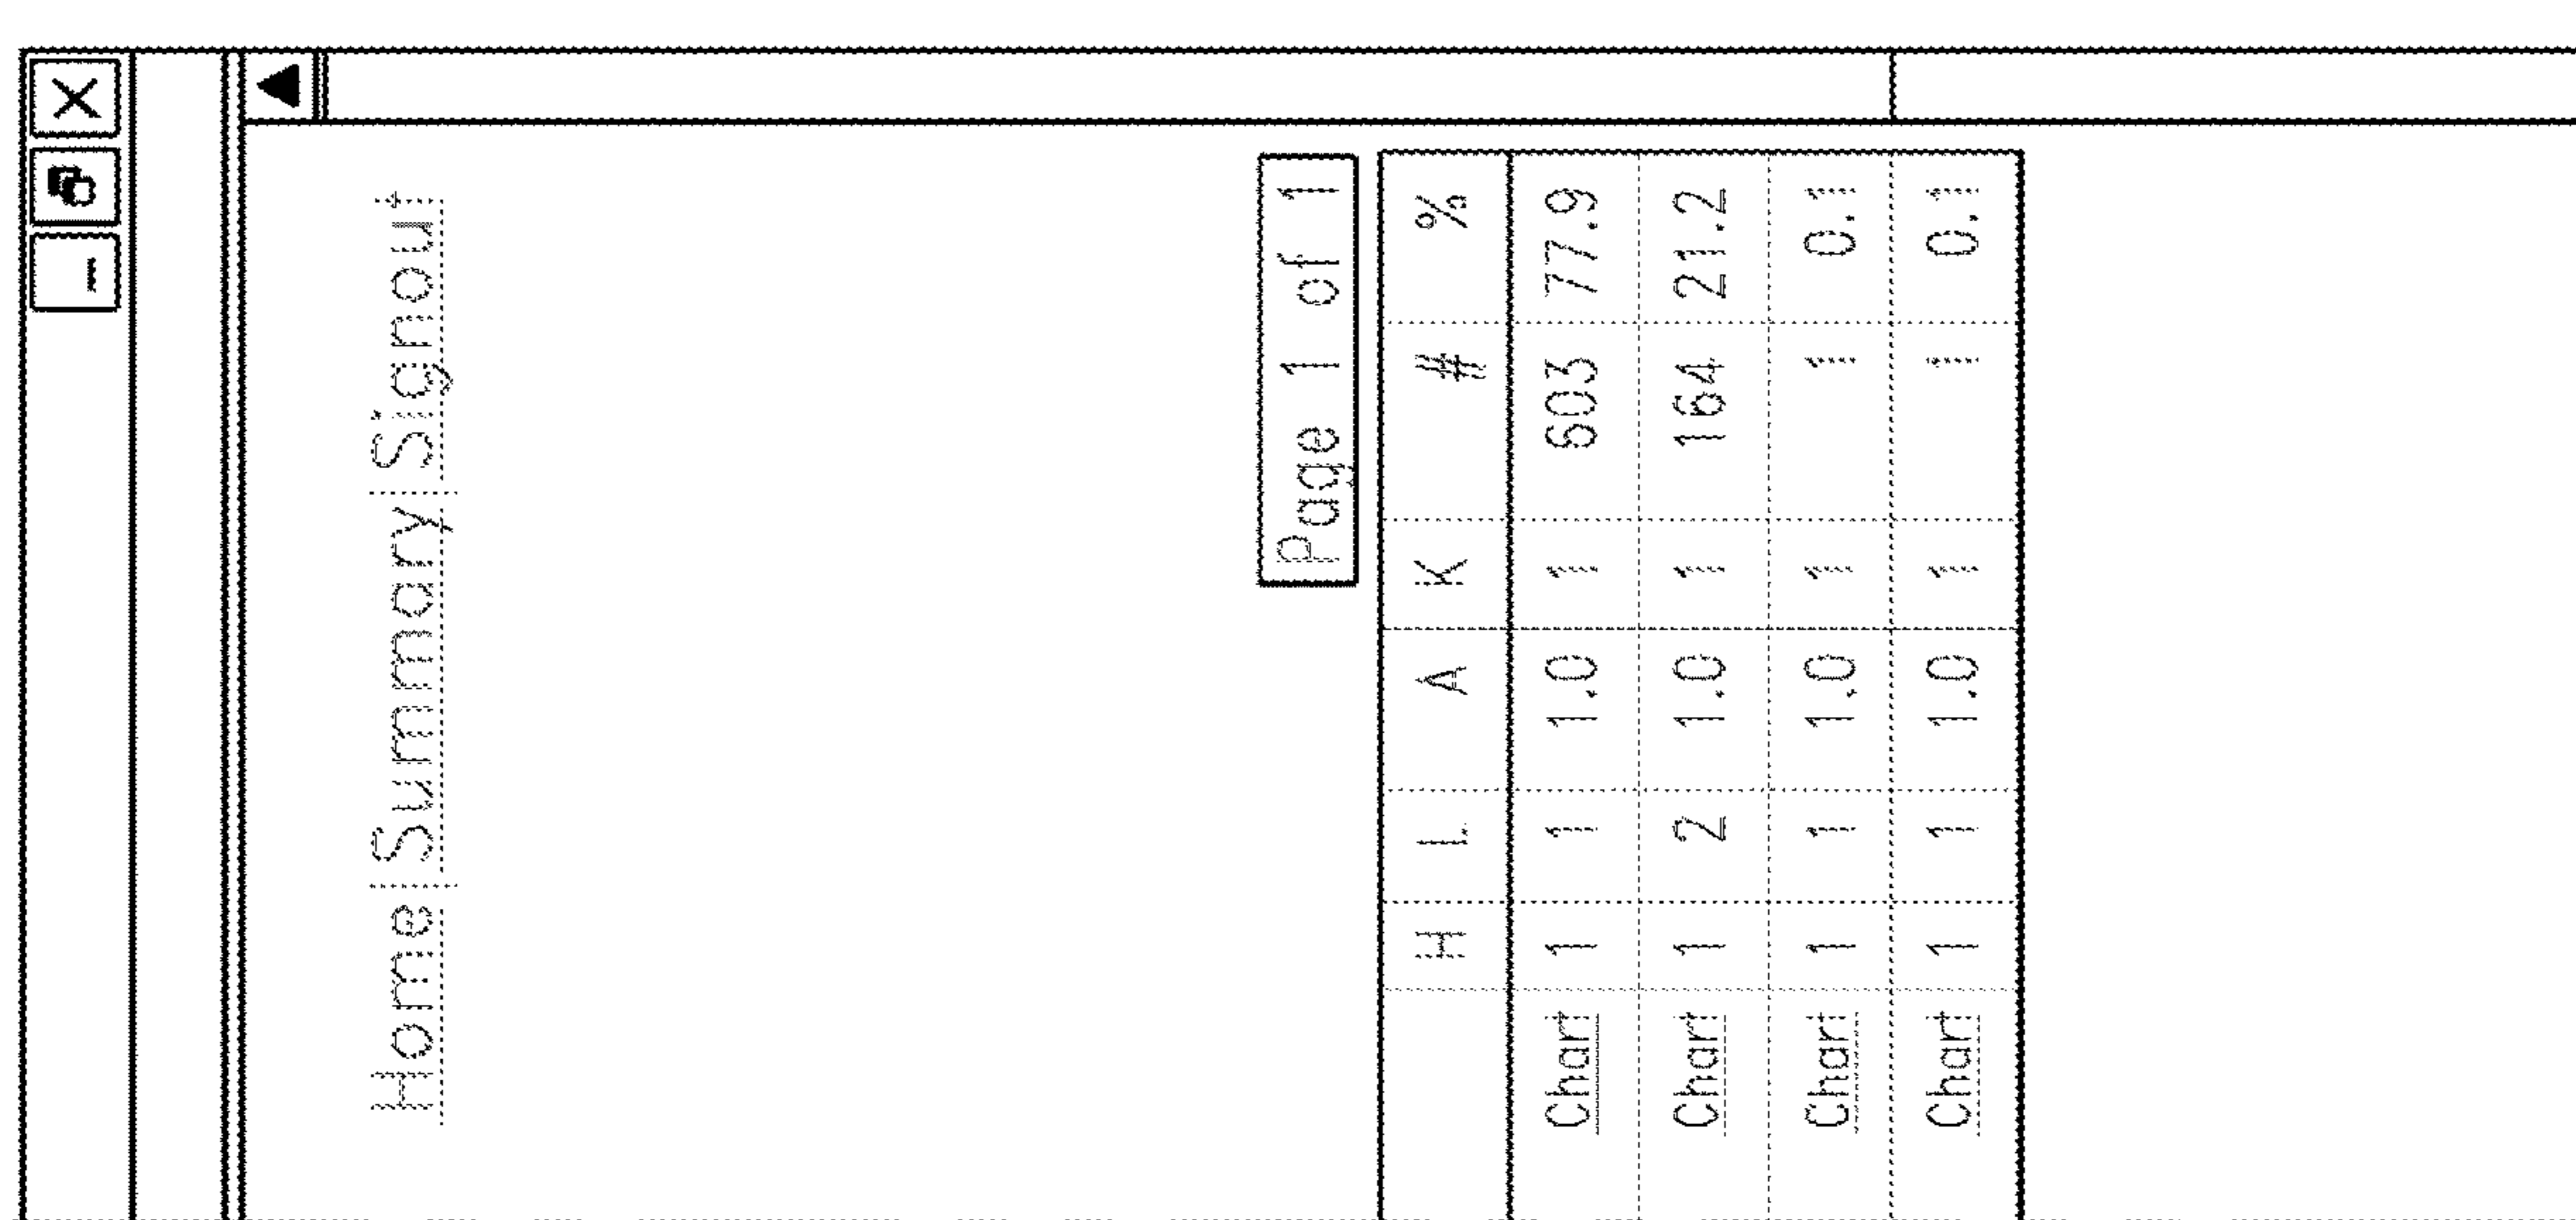 Home Summary Signout
Page 1 of 1
H L A K # %
Chart 1 1 1.0 1 603 77.9
Chart 1 2 1.0 1 164 21.2
Chart 1 1 1.0 1 1 0.1
Chart 1 1 1.0 1 1 0.1